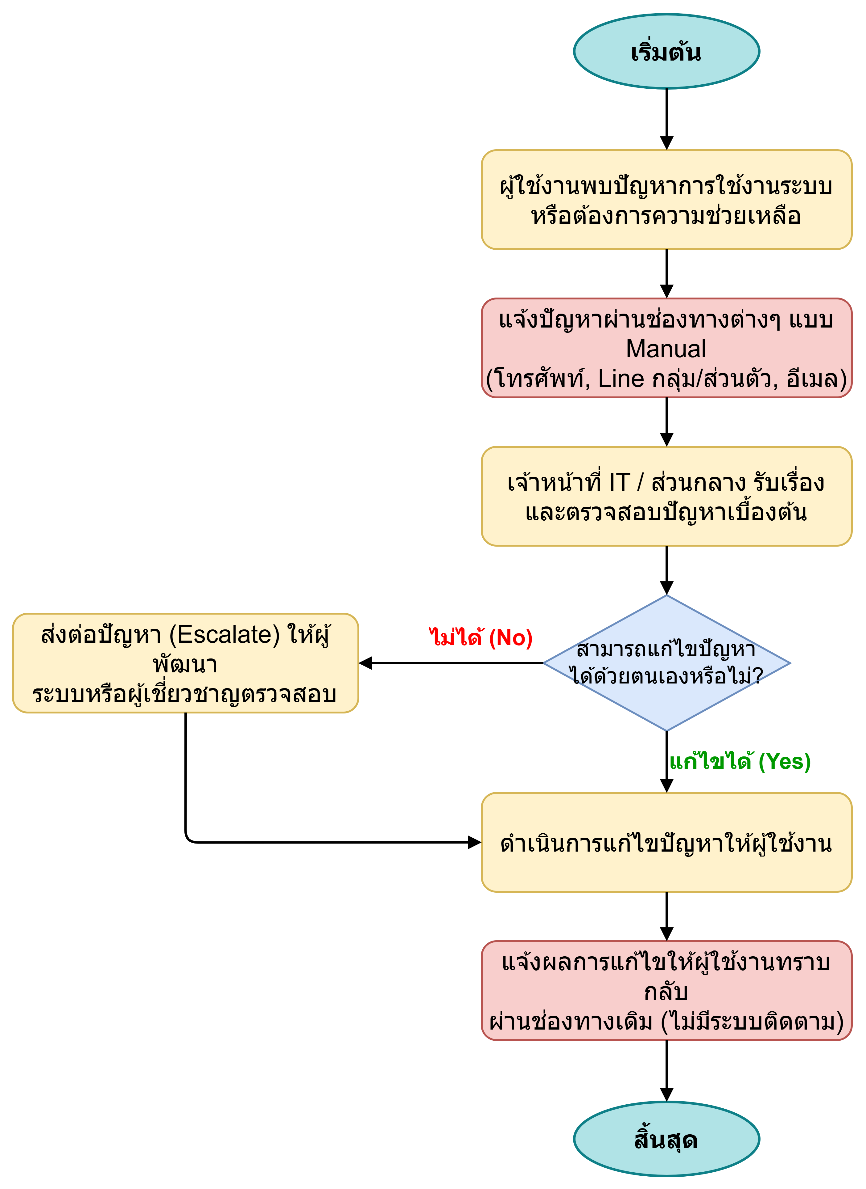 เริ่มต้น
ผู้ใช้งานพบปัญหาการใช้งานระบบ
หรือต้องการความช่วยเหลือ
แจ้งปัญหาผ่านช่องทางต่างๆ แบบ
Manual
(โทรศัพท์, Line กลุ่ม/ส่วนตัว, อีเมล)
เจ้าหน้าที่ IT / ส่วนกลาง รับเรื่อง
และตรวจสอบปัญหาเบื้องต้น
สามารถแก้ไขปัญหา
ได้ด้วยตนเองหรือไม่?
ไม่ได้ (No)
ส่งต่อปัญหา (Escalate) ให้ผู้
พัฒนา
ระบบหรือผู้เชี่ยวชาญตรวจสอบ
แก้ไขได้ (Yes)
ดำเนินการแก้ไขปัญหาให้ผู้ใช้งาน
แจ้งผลการแก้ไขให้ผู้ใช้งานทราบ
กลับ
ผ่านช่องทางเดิม (ไม่มีระบบติดตาม)
สิ้นสุด